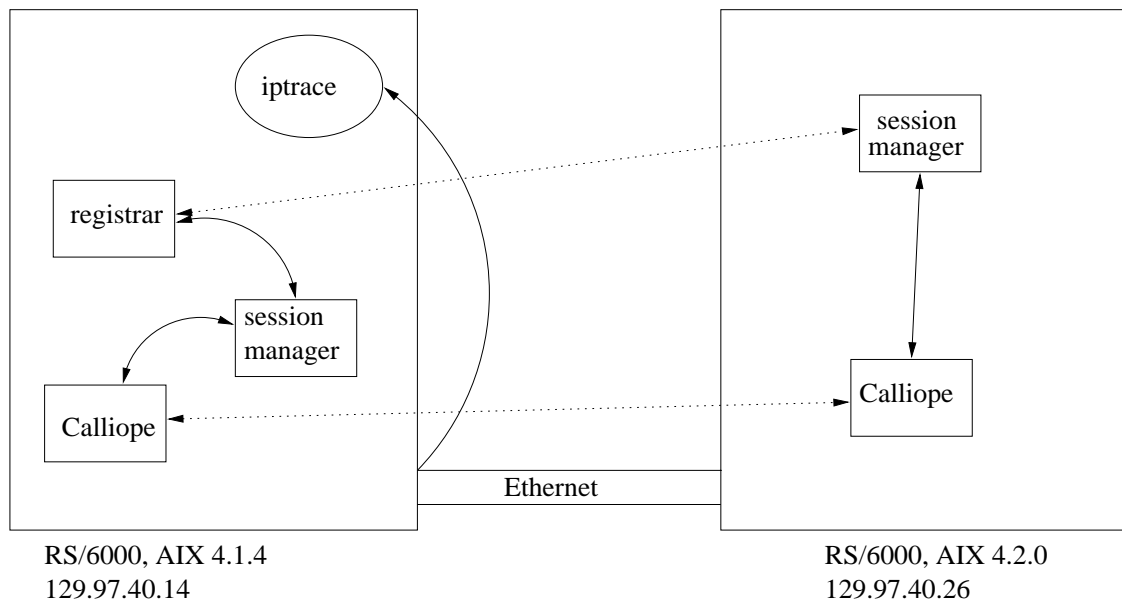 iptrace
session
manager
registrar
session
manager
Calliope
Calliope
Ethernet
RS/6000, AIX 4.1.4
129.97.40.14
RS/6000, AIX 4.2.0
129.97.40.26